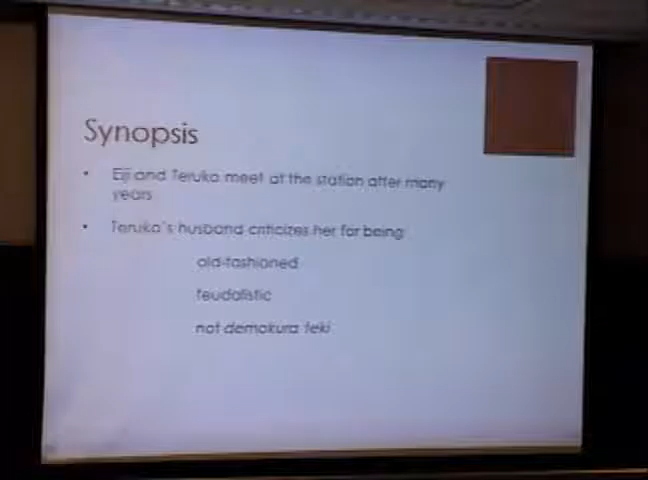 Synopsis
• Eiji and Teruko meet at the station after many
years
• Teruko's husband criticizes her for being
old-fashioned
feudalistic
not demokura teki